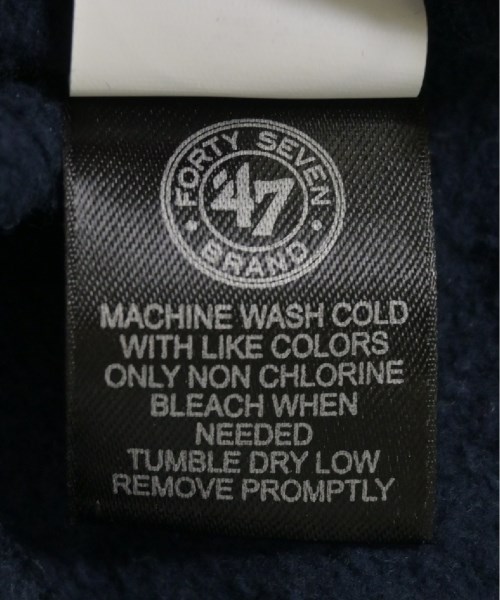 FORTY SEVEN
'47
BRAND
MACHINE WASH COLD
WITH LIKE COLORS
ONLY NON CHLORINE
BLEACH WHEN
NEEDED
TUMBLE DRY LOW
REMOVE PROMPTLY